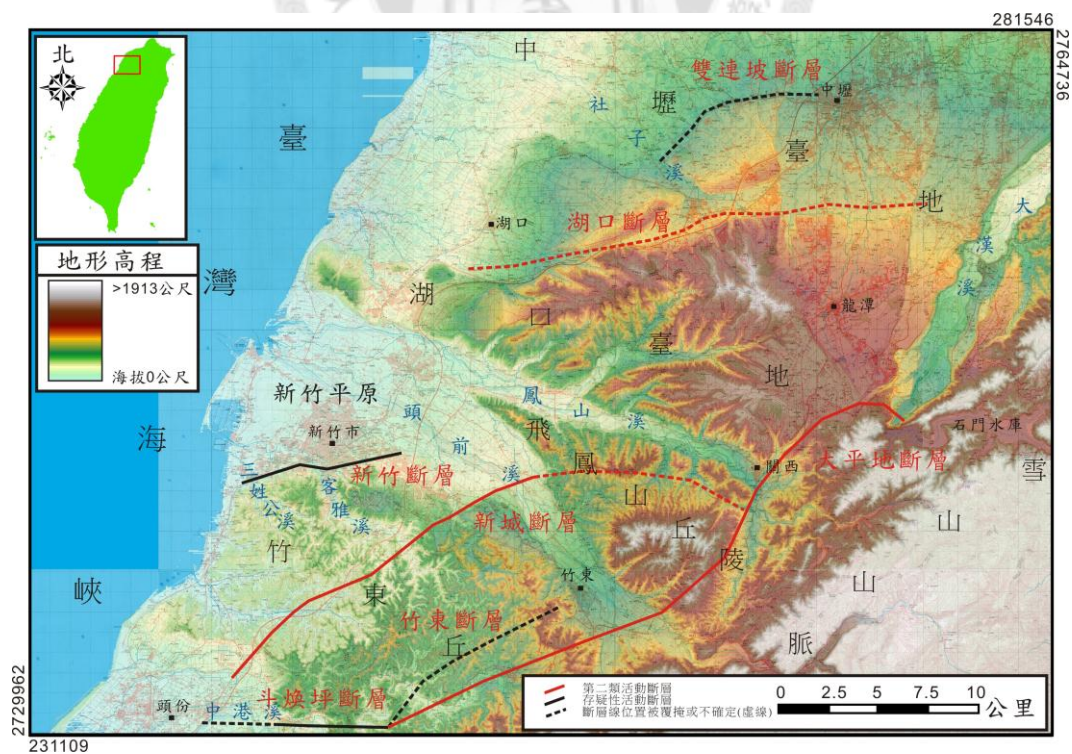 281546
2764736
北
地形高程
>1913公尺
海拔0公尺
臺
灣
海
峽
中
壢
臺
地
雙連坡斷層
中壢
社
子
溪
湖口
湖口斷層
大
漢
溪
湖
口
臺
地
龍潭
新竹平原
新竹市
頭
前
溪
鳳
山
溪
飛
鳳
山
丘
陵
關西
石門水庫
太平地斷層
雪
山
山
脈
新竹斷層
三
姓
公
溪
客
雅
溪
新城斷層
竹
東
丘
竹東
竹東斷層
斗煥坪斷層
頭份
中港溪
第二類活動斷層
存疑性活動斷層
斷層線位置被覆掩或不確定(虛線)
0 2.5 5 7.5 10 公里
2729962
231109